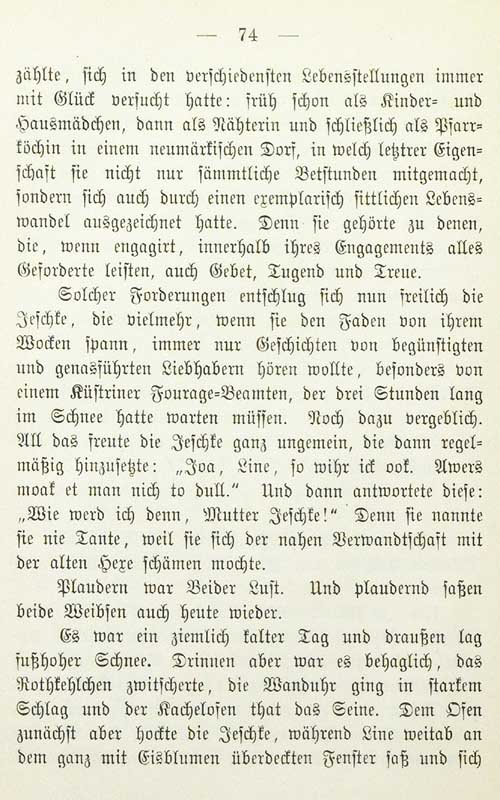 — 74 —
zählte, sich in den verschiedensten Lebensstellungen immer
mit Glück versucht hatte: früh schon als Kinder- und
Hausmädchen, dann als Nähterin und schließlich als Pfarr-
köchin in einem neumärkischen Dorf, in welch letztrer Eigen-
schaft sie nicht nur sämmtliche Betstunden mitgemacht,
sondern sich auch durch einen exemplarisch sittlichen Lebens-
wandel ausgezeichnet hatte. Denn sie gehörte zu denen,
die, wenn engagirt, innerhalb ihres Engagements alles
Geforderte leisten, auch Gebet, Tugend und Treue.
Solcher Forderungen entschlug sich nun freilich die
Jeschke, die vielmehr, wenn sie den Faden von ihrem
Wocken spann, immer nur Geschichten von begünstigten
und genasführten Liebhabern hören wollte, besonders von
einem Küstriner Fourage-Beamten, der drei Stunden lang
im Schnee hatte warten müssen. Noch dazu vergeblich.
All das freute die Jeschke ganz ungemein, die dann regel-
mäßig hinzusetzte: „Joa, Line, so wihr ick ook. Awers
moak et man nich to dull.“ Und dann antwortete diese:
„Wie werd ich denn, Mutter Jeschke!“ Denn sie nannte
sie nie Tante, weil sie sich der nahen Verwandtschaft mit
der alten Hexe schämen mochte.
Plaudern war Beider Lust. Und plaudernd saßen
beide Weibsen auch heute wieder.
Es war ein ziemlich kalter Tag und draußen lag
fußhoher Schnee. Drinnen aber war es behaglich, das
Rothkehlchen zwitscherte, die Wanduhr ging in starkem
Schlag und der Kachelofen that das Seine. Dem Ofen
zunächst aber hockte die Jeschke, während Line weitab an
dem ganz mit Eisblumen überdeckten Fenster saß und sich